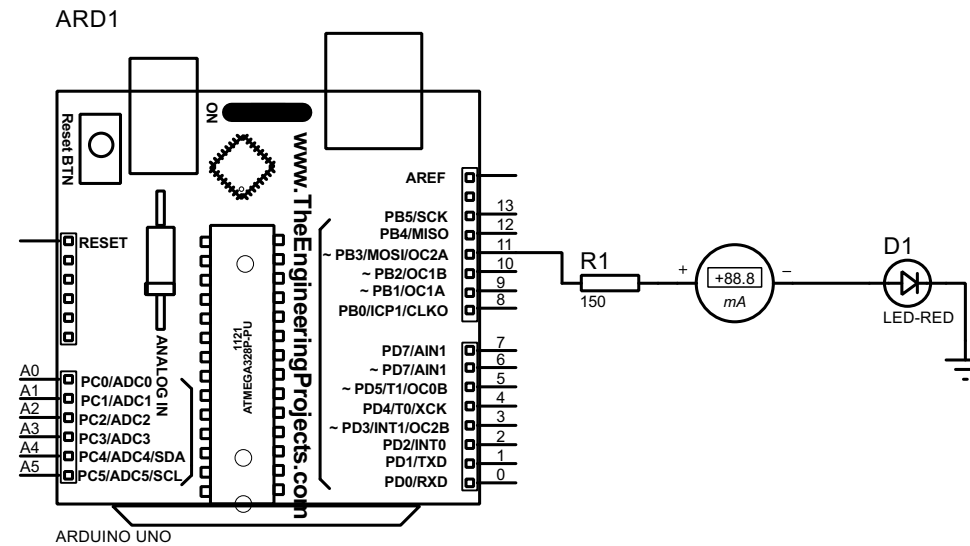 ARD1
ON
Reset BTN
www.TheEngineeringProjects.com
AREF
13
PB5/SCK
12
PB4/MISO
11
~ PB3/MOSI/OC2A
10
~ PB2/OC1B
9
~ PB1/OC1A
8
PB0/ICP1/CLKO
RESET
1121
ATMEGA328P-PU
ANALOG IN
7
PD7/AIN1
6
~ PD7/AIN1
5
~ PD5/T1/OC0B
4
PD4/T0/XCK
3
~ PD3/INT1/OC2B
2
PD2/INT0
1
PD1/TXD
0
PD0/RXD
A0
PC0/ADC0
A1
PC1/ADC1
A2
PC2/ADC2
A3
PC3/ADC3
A4
PC4/ADC4/SDA
A5
PC5/ADC5/SCL
ARDUINO UNO
R1
150
+
+88.8
mA
−
D1
LED-RED